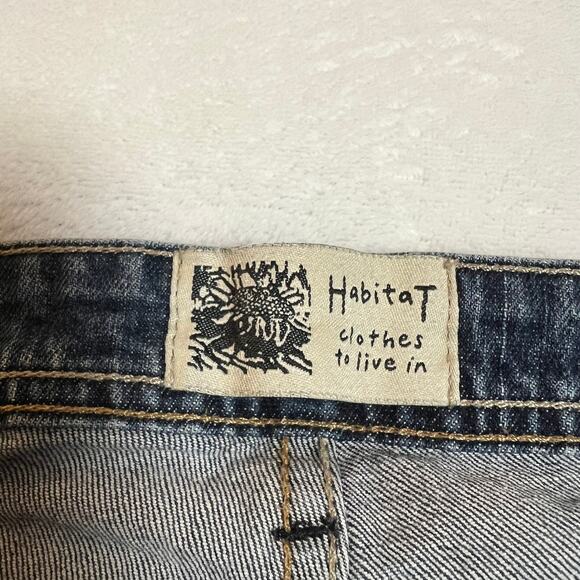 HabitaT
clothes
to live in